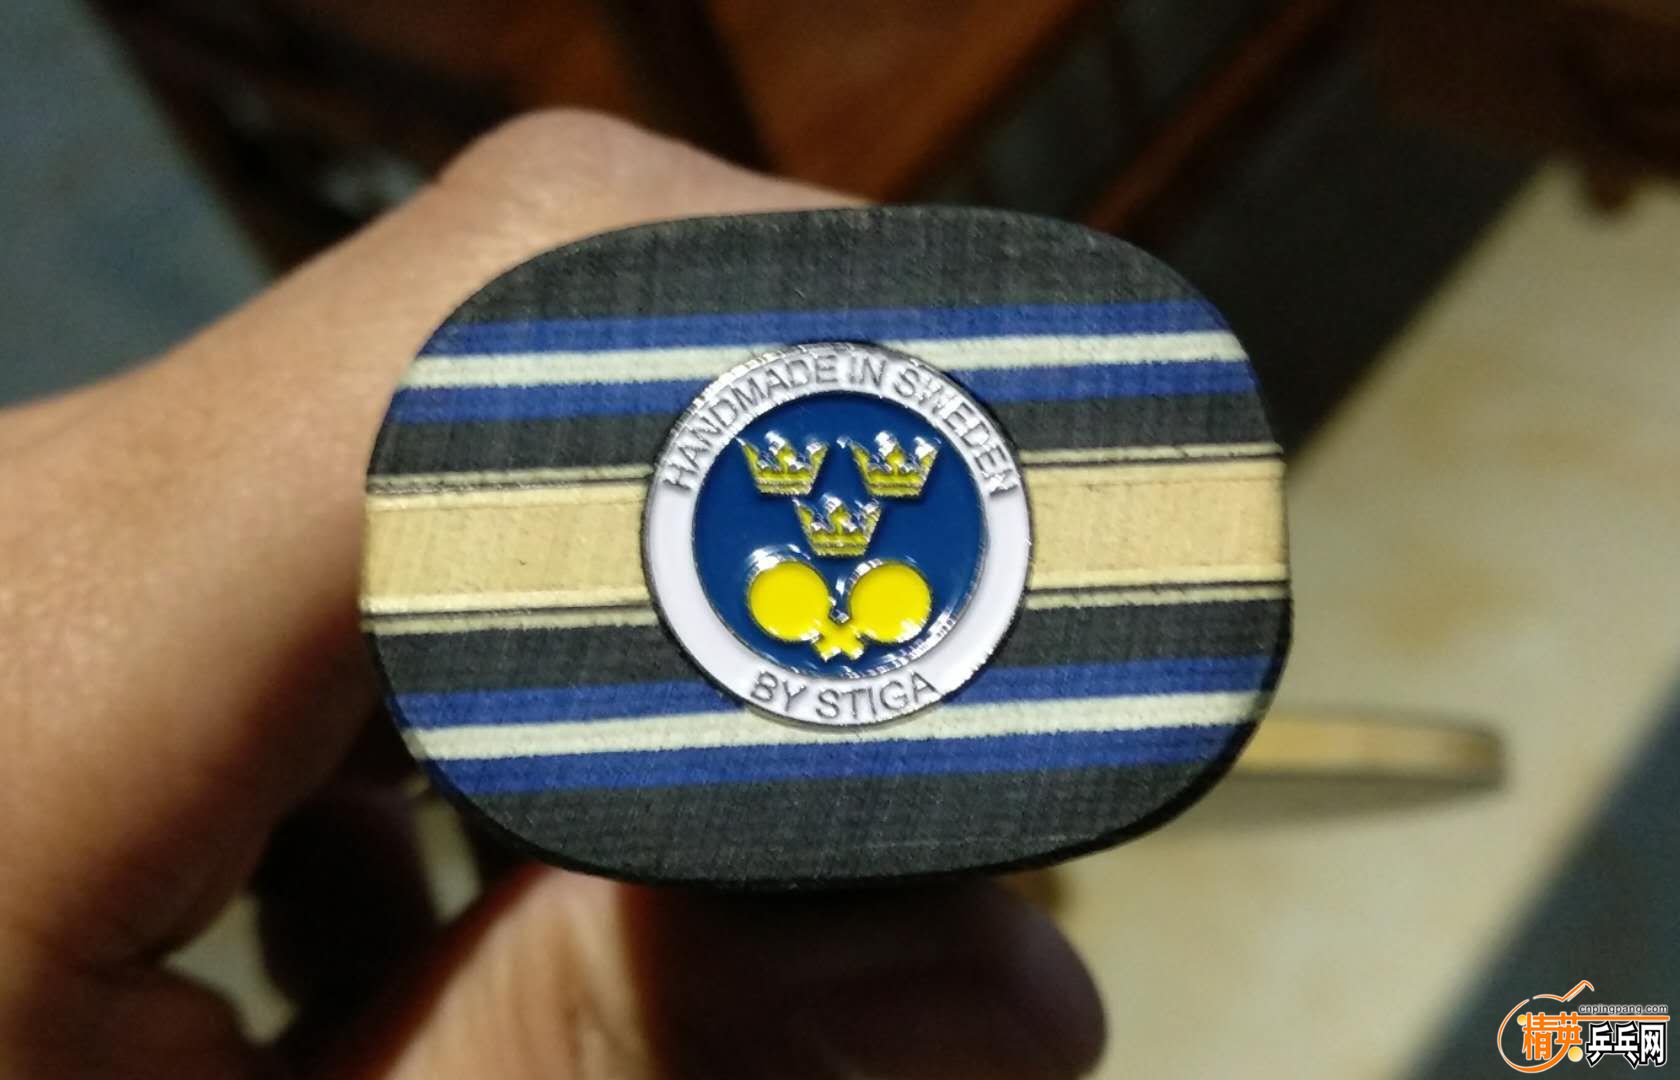 HANDMADE IN SWEDEN
BY STIGA
cnpingpang.com
精英乒乓网